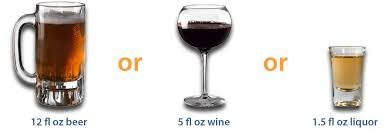 or
or
12 fl oz beer
5 fl oz wine
1.5 fl oz liquor